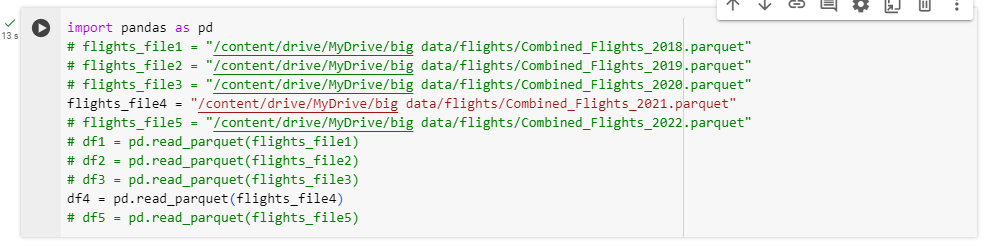 13 s
import pandas as pd
# flights_file1 = "/content/drive/MyDrive/big data/flights/Combined_Flights_2018.parquet"
# flights_file2 = "/content/drive/MyDrive/big data/flights/Combined_Flights_2019.parquet"
# flights_file3 = "/content/drive/MyDrive/big data/flights/Combined_Flights_2020.parquet"
flights_file4 = "/content/drive/MyDrive/big data/flights/Combined_Flights_2021.parquet"
# flights_file5 = "/content/drive/MyDrive/big data/flights/Combined_Flights_2022.parquet"
# df1 = pd.read_parquet(flights_file1)
# df2 = pd.read_parquet(flights_file2)
# df3 = pd.read_parquet(flights_file3)
df4 = pd.read_parquet(flights_file4)
# df5 = pd.read_parquet(flights_file5)